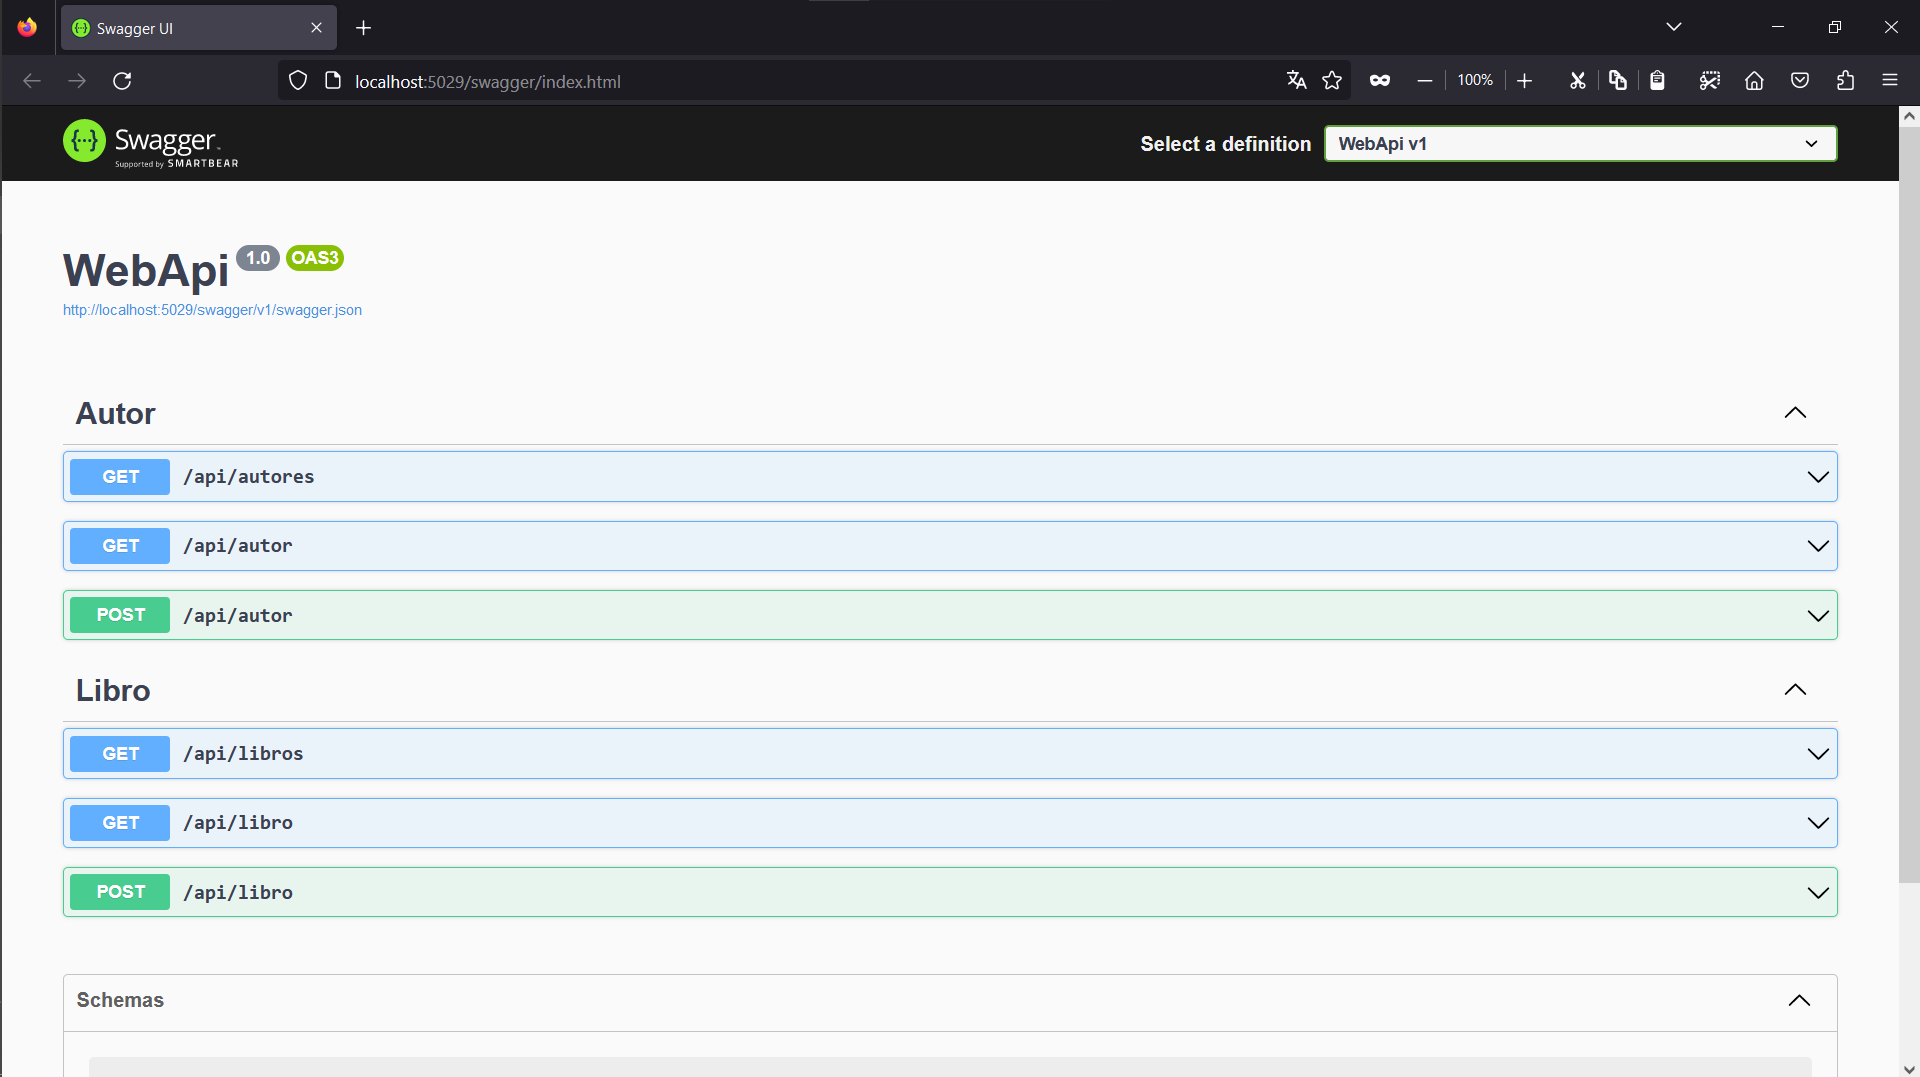 Swagger UI
localhost:5029/swagger/index.html
100%
Swagger.
Supported by SMARTBEAR
Select a definition
WebApi v1
WebApi 1.0 OAS3
http://localhost:5029/swagger/v1/swagger.json
Autor
GET /api/autores
GET /api/autor
POST /api/autor
Libro
GET /api/libros
GET /api/libro
POST /api/libro
Schemas